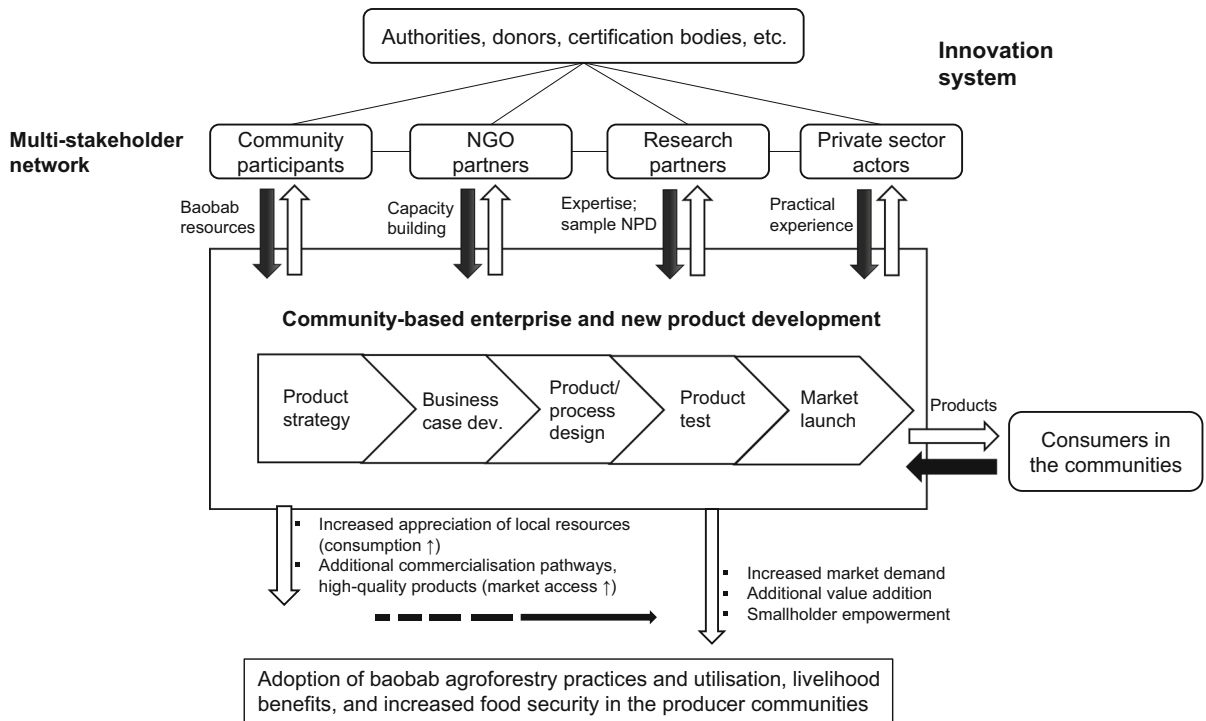 Authorities, donors, certification bodies, etc.
Innovation
system
Multi-stakeholder
network
Community
participants
NGO
partners
Research
partners
Private sector
actors
Baobab
resources
Capacity
building
Expertise;
sample NPD
Practical
experience
Community-based enterprise and new product development
Product
strategy
Business
case dev.
Product/
process
design
Product
test
Market
launch
Products
Consumers in
the communities
▪ Increased appreciation of local resources
(consumption ↑)
▪ Additional commercialisation pathways,
high-quality products (market access ↑)
▪ Increased market demand
▪ Additional value addition
▪ Smallholder empowerment
Adoption of baobab agroforestry practices and utilisation, livelihood
benefits, and increased food security in the producer communities